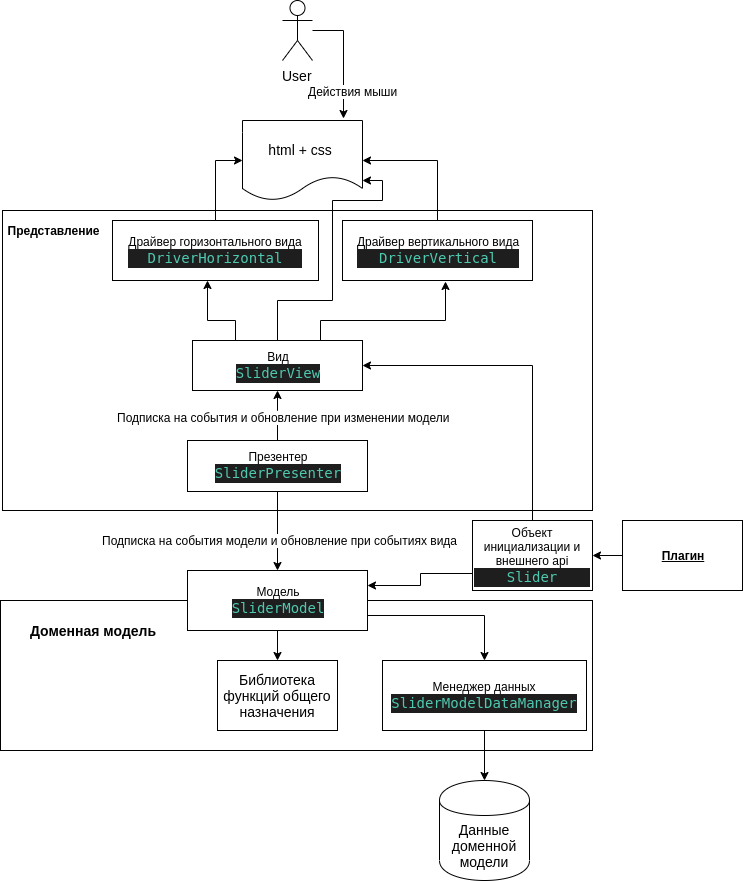 User
Действия мыши
html + css
Представление
Драйвер горизонтального вида
DriverHorizontal
Драйвер вертикального вида
DriverVertical
Вид
SliderView
Подписка на события и обновление при изменении модели
Презентер
SliderPresenter
Подписка на события модели и обновление при событиях вида
Объект
инициализации и
внешнего api
Slider
Плагин
Модель
SliderModel
Доменная модель
Библиотека
функций общего
назначения
Менеджер данных
SliderModelDataManager
Данные
доменной
модели